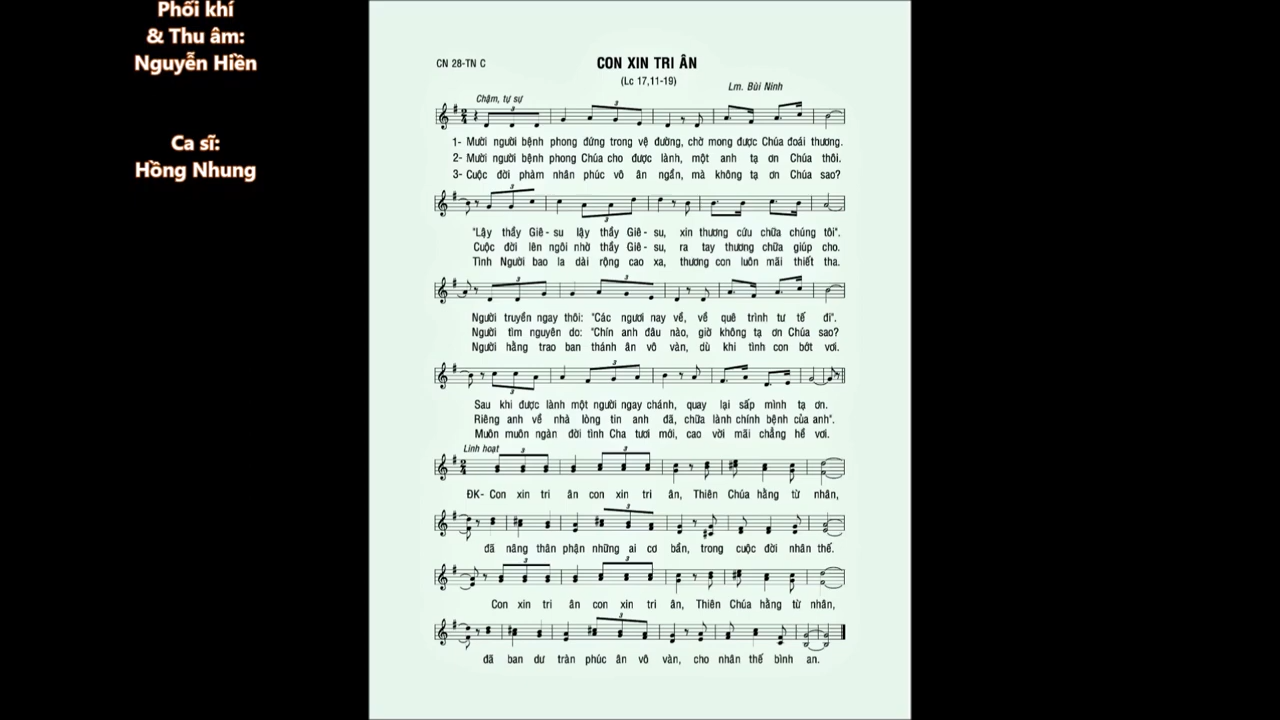 Phối khí
& Thu âm:
Nguyễn Hiền
Ca sĩ:
Hồng Nhung
CN 28-TN C
CON XIN TRI ÂN
(Lc 17,11-19)
Lm. Bùi Ninh
Chậm, tự sự
1- Mười người bệnh phong đứng trong vệ đường, chờ mong được Chúa đoái thương.
2- Mười người bệnh phong Chúa cho được lành, một anh tạ ơn Chúa thôi.
3- Cuộc đời phàm nhân phúc vô ân ngần, mà không tạ ơn Chúa sao?
"Lậy thầy Giê - su lậy thầy Giê - su, xin thương cứu chữa chúng tôi".
Cuộc đời lên ngôi nhờ thầy Giê - su, ra tay thương chữa giúp cho.
Tình Người bao la dài rộng cao xa, thương con luôn mãi thiết tha.
Người truyền ngay thôi: "Các ngươi nay về, về quê trình tư tế đi".
Người tìm nguyên do: "Chín anh đâu nào, giờ không tạ ơn Chúa sao?
Người hằng trao ban thánh ân vô vàn, dù khi tình con bớt vơi.
Sau khi được lành một người ngay chánh, quay lại sấp mình tạ ơn.
Riêng anh về nhà lòng tin anh đã, chữa lành chính bệnh của anh".
Muôn muôn ngàn đời tình Cha tươi mới, cao vời mãi chẳng hề vơi.
Linh hoạt
ĐK- Con xin tri ân con xin tri ân, Thiên Chúa hằng từ nhân,
đã nâng thân phận những ai cơ bần, trong cuộc đời nhân thế.
Con xin tri ân con xin tri ân, Thiên Chúa hằng từ nhân,
đã ban dư tràn phúc ân vô vàn, cho nhân thế bình an.